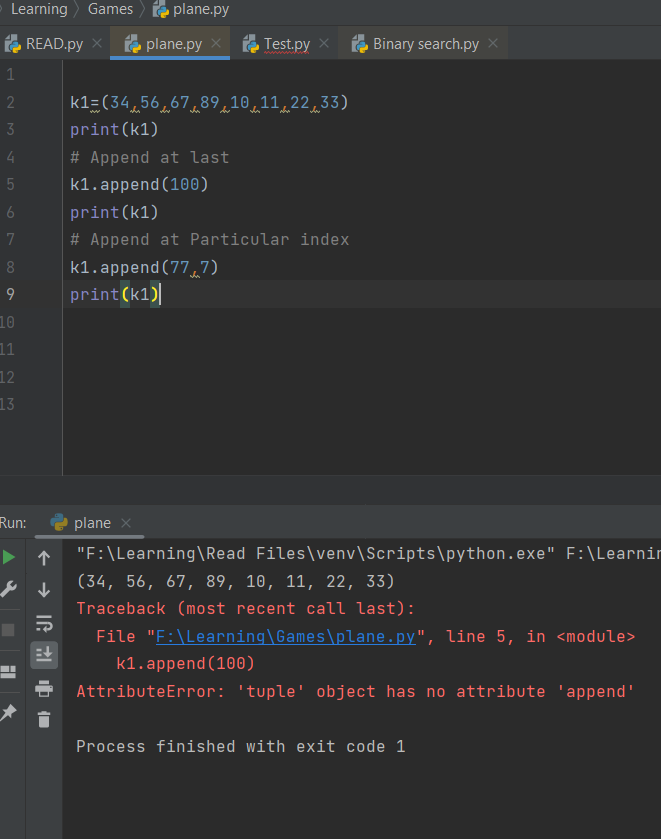 Learning Games plane.py
READ.py plane.py Test.py Binary search.py
1
2 k1=(34,56,67,89,10,11,22,33)
3 print(k1)
4 # Append at last
5 k1.append(100)
6 print(k1)
7 # Append at Particular index
8 k1.append(77,7)
9 print(k1)
10
11
12
13
Run: plane
"F:\Learning\Read Files\venv\Scripts\python.exe" F:\Learnin
(34, 56, 67, 89, 10, 11, 22, 33)
Traceback (most recent call last):
File "F:\Learning\Games\plane.py", line 5, in <module>
k1.append(100)
AttributeError: 'tuple' object has no attribute 'append'
Process finished with exit code 1